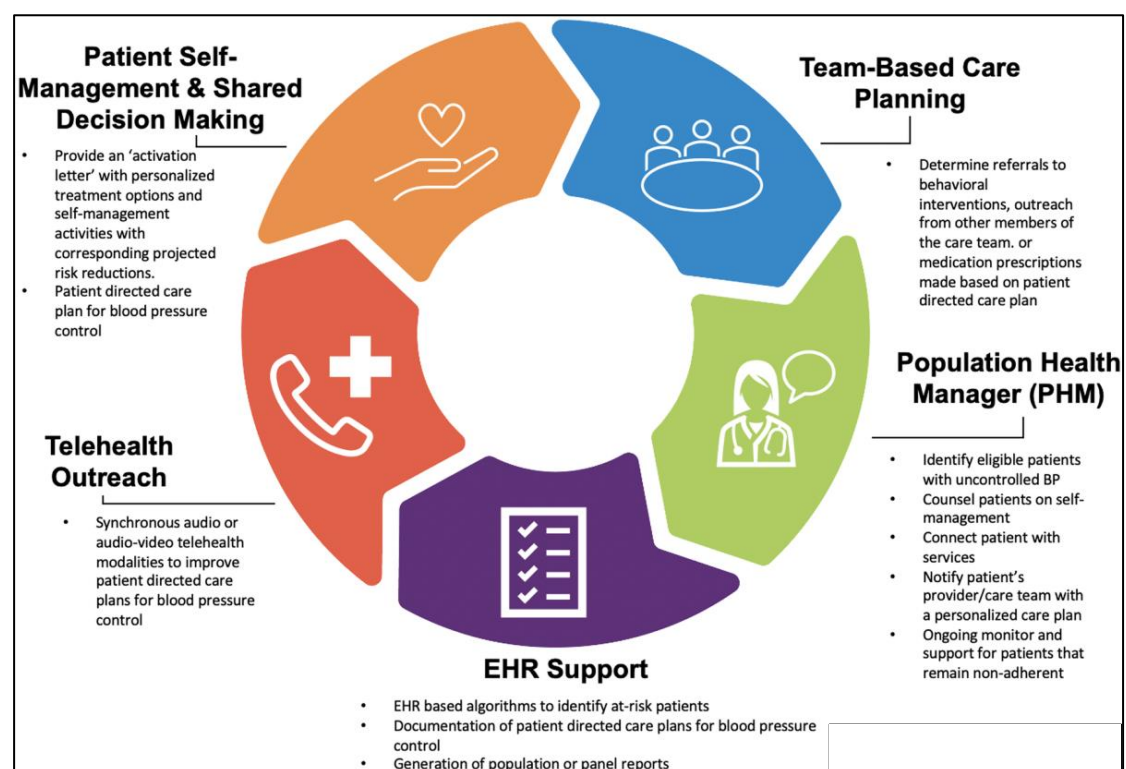 Patient Self-
Management & Shared
Decision Making
• Provide an ‘activation
letter’ with personalized
treatment options and
self-management
activities with
corresponding projected
risk reductions.
• Patient directed care
plan for blood pressure
control
Team-Based Care
Planning
• Determine referrals to
behavioral
interventions, outreach
from other members of
the care team. or
medication prescriptions
made based on patient
directed care plan
Population Health
Manager (PHM)
• Identify eligible patients
with uncontrolled BP
• Counsel patients on self-
management
• Connect patient with
services
• Notify patient’s
provider/care team with
a personalized care plan
• Ongoing monitor and
support for patients that
remain non-adherent
Telehealth
Outreach
• Synchronous audio or
audio-video telehealth
modalities to improve
patient directed care
plans for blood pressure
control
EHR Support
• EHR based algorithms to identify at-risk patients
• Documentation of patient directed care plans for blood pressure
control
• Generation of population or panel reports